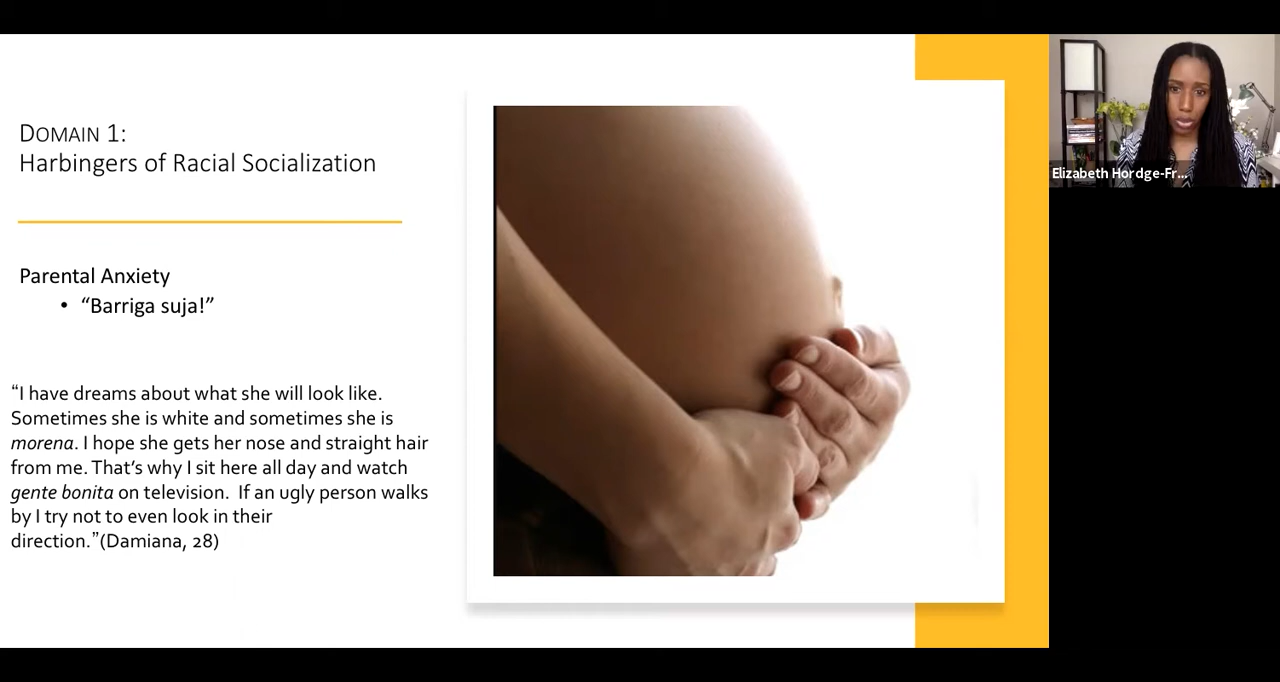 DOMAIN 1:
Harbingers of Racial Socialization
Parental Anxiety
• “Barriga suja!”
“I have dreams about what she will look like.
Sometimes she is white and sometimes she is
morena. I hope she gets her nose and straight hair
from me. That’s why I sit here all day and watch
gente bonita on television.  If an ugly person walks
by I try not to even look in their
direction.”(Damiana, 28)
Elizabeth Hordge-Fr...